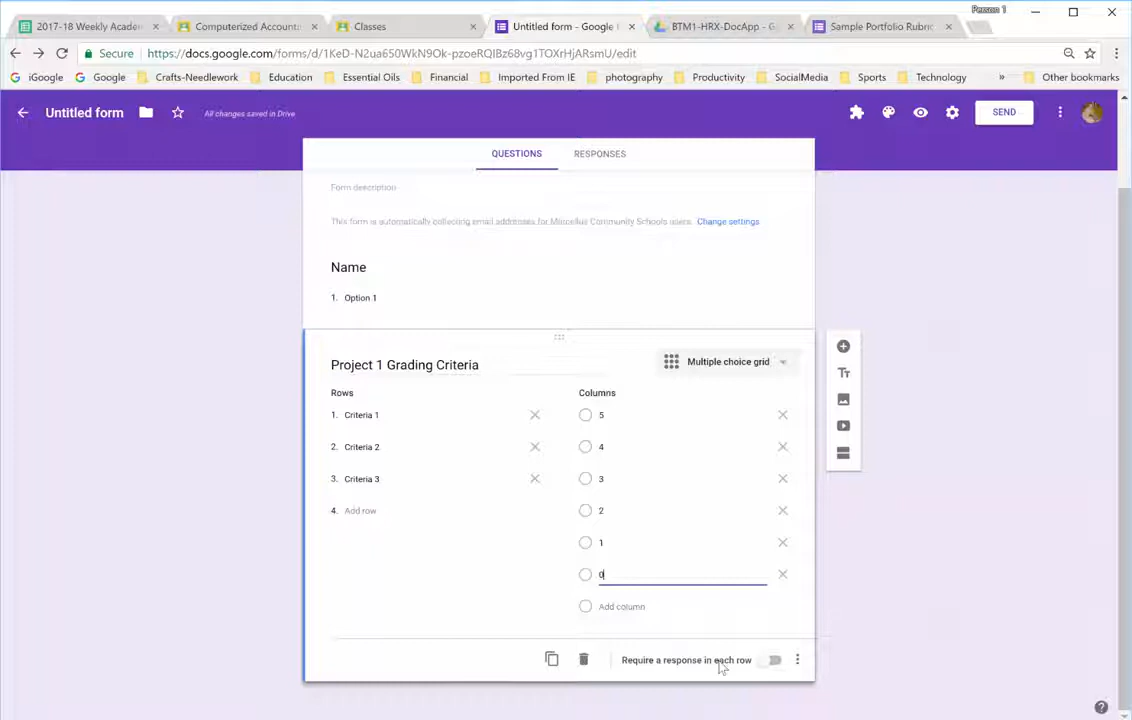 Person 1
2017-18 Weekly Acade
Computerized Account
Classes
Untitled form - Google
BTM1-HRX-DocApp - G
Sample Portfolio Rubric
Secure
https://docs.google.com/forms/d/1KeD-N2ua650WkN9Ok-pzoeRQIBz68vg1TOXrHjARsmU/edit
iGoogle
Google
Crafts-Needlework
Education
Essential Oils
Financial
Imported From IE
photography
Productivity
SocialMedia
Sports
Technology
»
Other bookmarks
Untitled form
All changes saved in Drive
SEND
QUESTIONS
RESPONSES
Form description
This form is automatically collecting email addresses for Marcellus Community Schools users. Change settings
Name
1. Option 1
Project 1 Grading Criteria
Multiple choice grid
Rows
Columns
1. Criteria 1
5
2. Criteria 2
4
3. Criteria 3
3
4. Add row
2
1
0
Add column
Require a response in each row